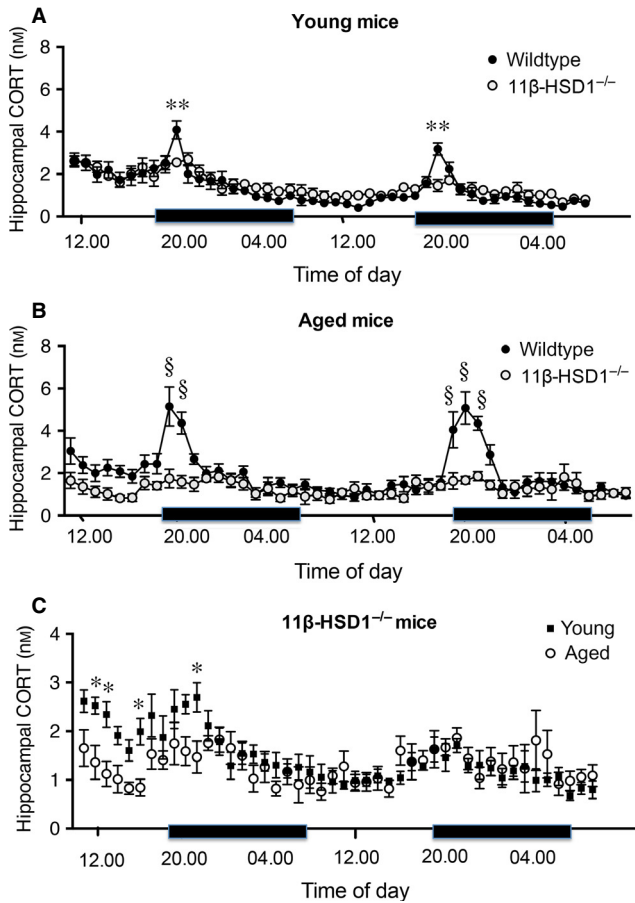 A
Young mice
Hippocampal CORT (nM)
8
6
4
2
0
Wildtype
11β-HSD1−/−
**
**
12.00
20.00
04.00
12.00
20.00
04.00
Time of day
B
Aged mice
Hippocampal CORT (nM)
8
6
4
2
0
Wildtype
11β-HSD1−/−
§
§
§
§
§
12.00
20.00
04.00
12.00
20.00
04.00
Time of day
C
11β-HSD1−/− mice
Hippocampal CORT (nM)
4
3
2
1
0
Young
Aged
*
*
*
*
12.00
20.00
04.00
12.00
20.00
04.00
Time of day